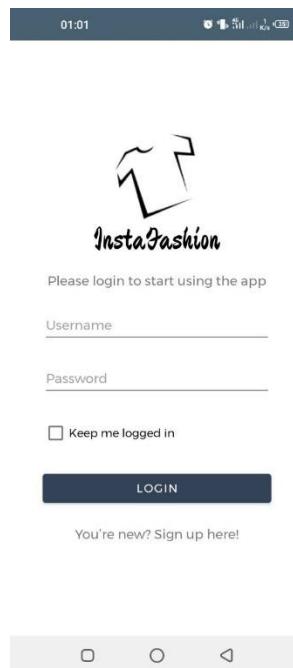 01:01
InstaFashion
Please login to start using the app
Username
Password
Keep me logged in
LOGIN
You're new? Sign up here!